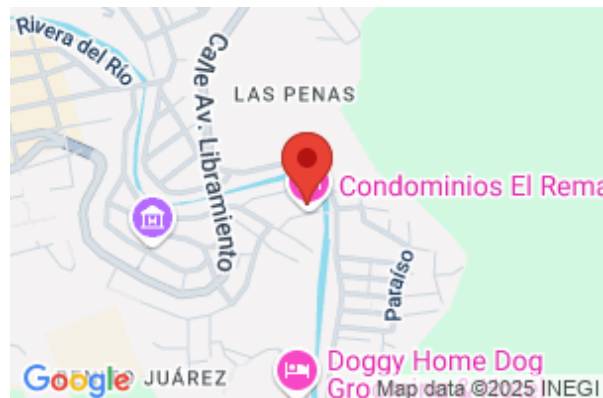 Rivera del Río
Calle Av. Libramiento
LAS PENAS
Condominios El Rema
Paraíso
Doggy Home Dog
Google
JUÁREZ
Map data ©2025 INEGI